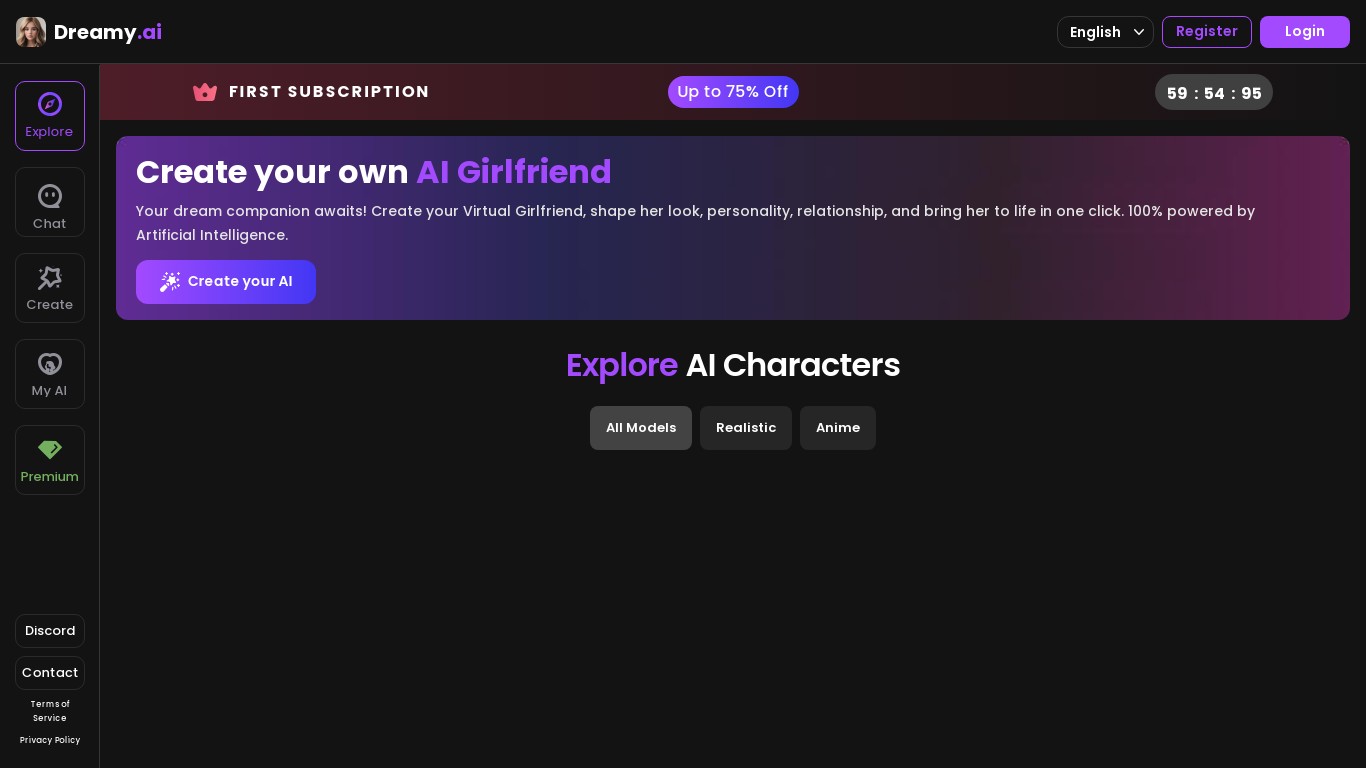 Dreamy.ai
English
Register
Login
Explore
Chat
Create
My AI
Premium
Discord
Contact
Terms of
Service
Privacy Policy
FIRST SUBSCRIPTION
Up to 75% Off
59 : 54 : 95
Create your own AI Girlfriend
Your dream companion awaits! Create your Virtual Girlfriend, shape her look, personality, relationship, and bring her to life in one click. 100% powered by
Artificial Intelligence.
Create your AI
Explore AI Characters
All Models
Realistic
Anime